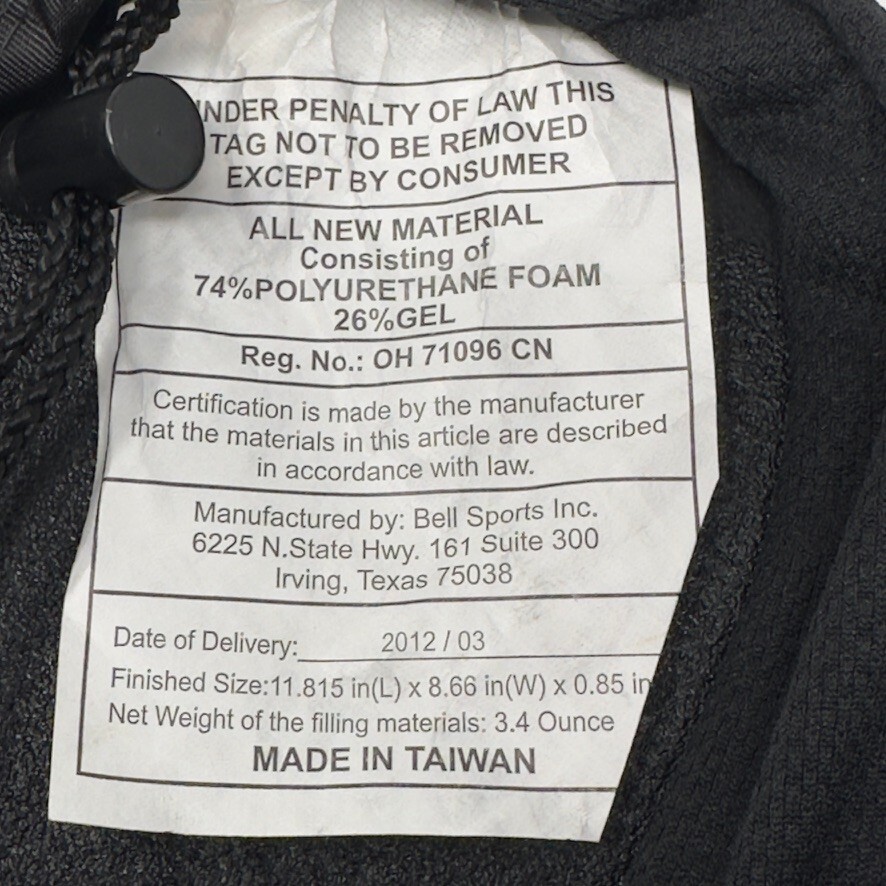 UNDER PENALTY OF LAW THIS
TAG NOT TO BE REMOVED
EXCEPT BY CONSUMER
ALL NEW MATERIAL
Consisting of
74%POLYURETHANE FOAM
26%GEL
Reg. No.: OH 71096 CN
Certification is made by the manufacturer
that the materials in this article are described
in accordance with law.
Manufactured by: Bell Sports Inc.
6225 N.State Hwy. 161 Suite 300
Irving, Texas 75038
Date of Delivery: 2012 / 03
Finished Size:11.815 in(L) x 8.66 in(W) x 0.85 in
Net Weight of the filling materials: 3.4 Ounce
MADE IN TAIWAN